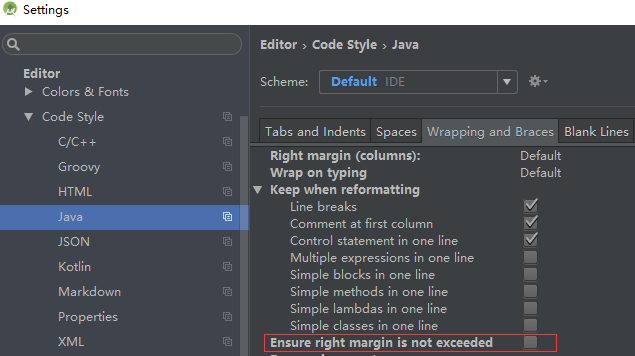 Settings
Editor
Colors & Fonts
Code Style
C/C++
Groovy
HTML
Java
JSON
Kotlin
Markdown
Properties
XML
Editor › Code Style › Java
Scheme: Default IDE
Tabs and Indents Spaces Wrapping and Braces Blank Lines
Right margin (columns): Default
Wrap on typing Default
Keep when reformatting
Line breaks
Comment at first column
Control statement in one line
Multiple expressions in one line
Simple blocks in one line
Simple methods in one line
Simple lambdas in one line
Simple classes in one line
Ensure right margin is not exceeded